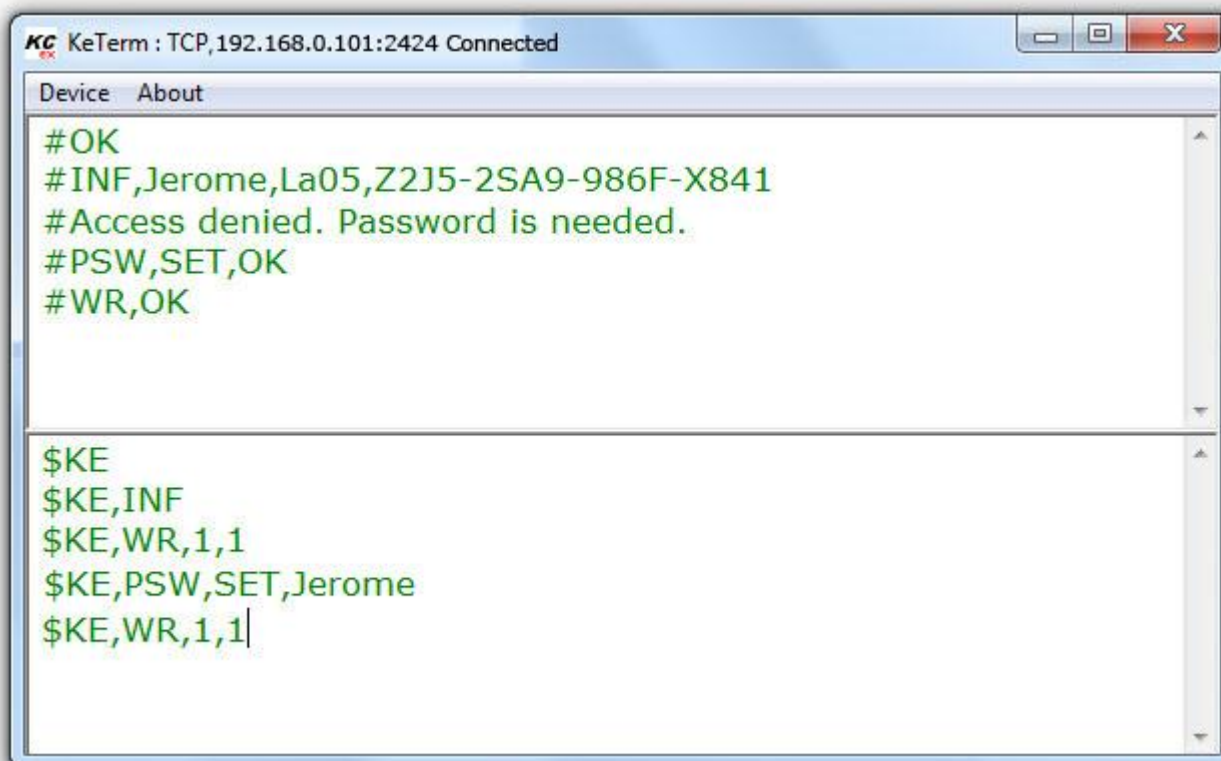 KC EX KeTerm : TCP,192.168.0.101:2424 Connected
Device About
#OK
#INF,Jerome,La05,Z2J5-2SA9-986F-X841
#Access denied. Password is needed.
#PSW,SET,OK
#WR,OK
$KE
$KE,INF
$KE,WR,1,1
$KE,PSW,SET,Jerome
$KE,WR,1,1